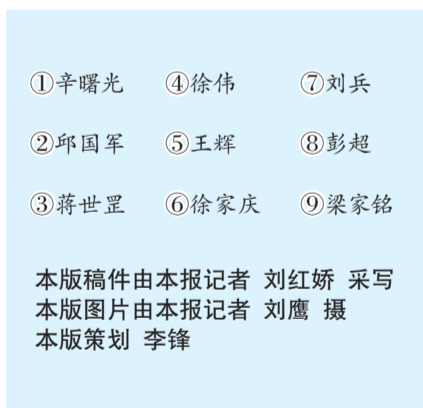 ①辛曙光 ④徐伟 ⑦刘兵
②邱国军 ⑤王辉 ⑧彭超
③蒋世罡 ⑥徐家庆 ⑨梁家铭
本版稿件由本报记者 刘红娇 采写
本版图片由本报记者 刘鹰 摄
本版策划 李锋